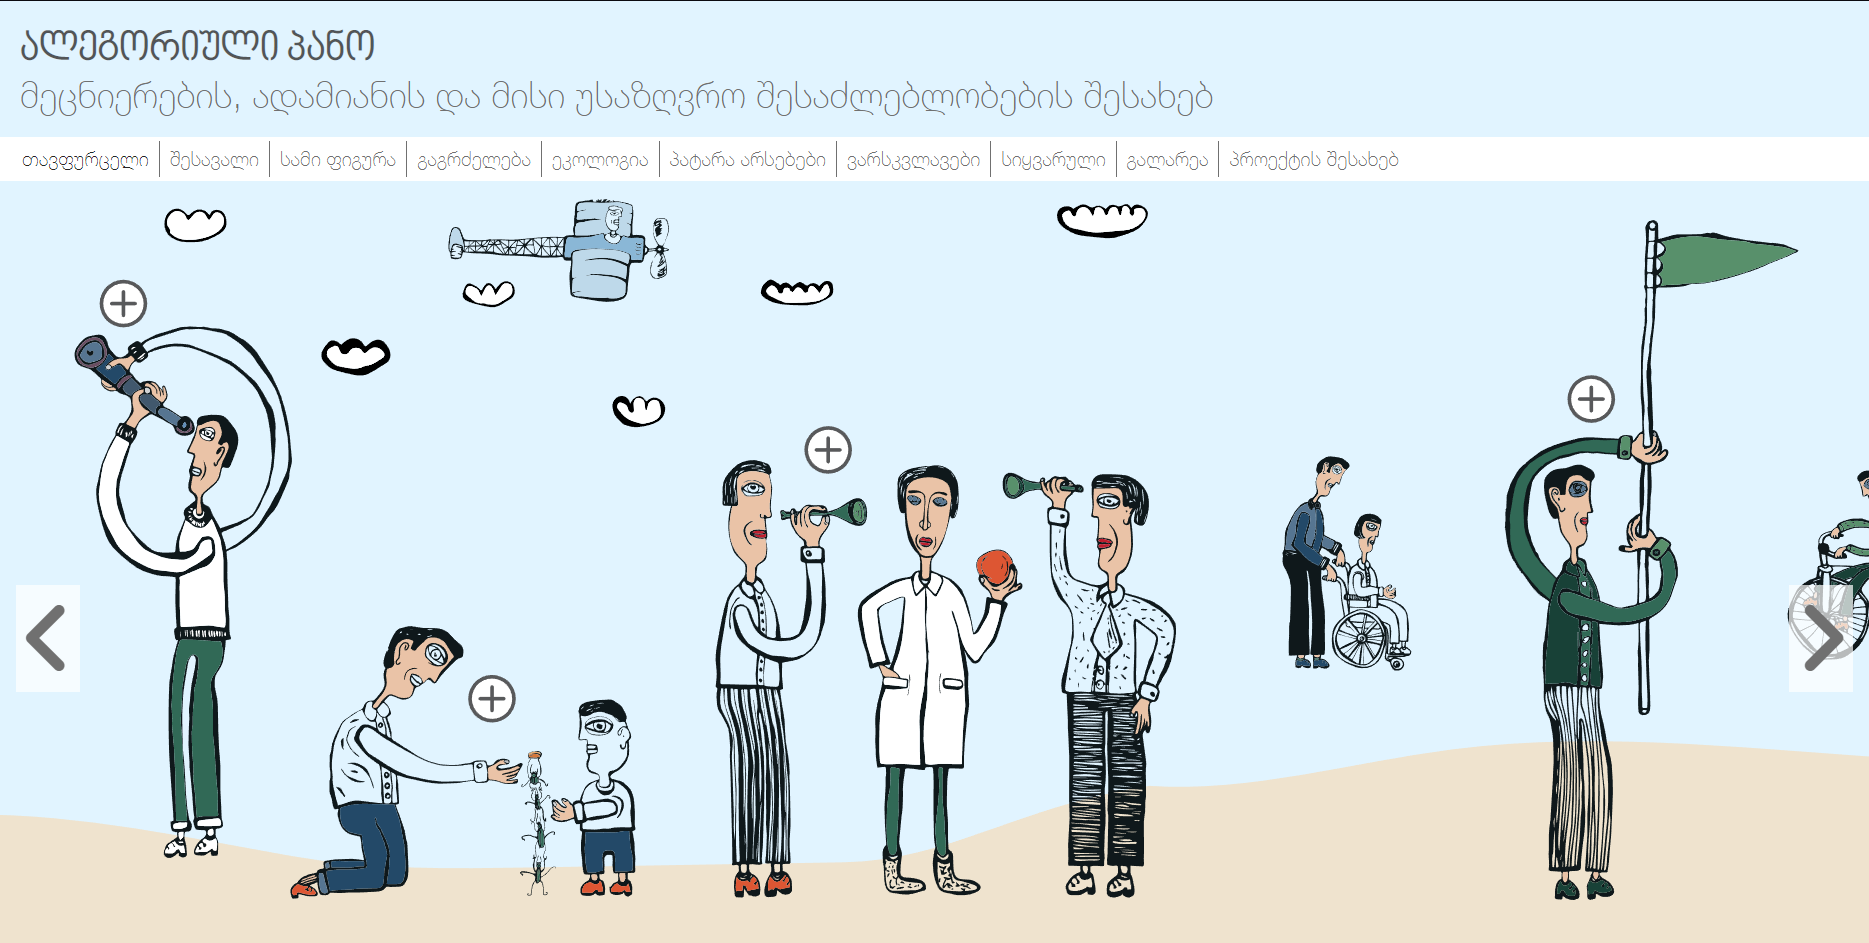 ალეგორიული პანო
მეცნიერების, ადამიანის და მისი უსაზღვრო შესაძლებლობების შესახებ
თავფურცელი შესავალი სამი ფიგურა გაგრძელება ეკოლოგია პატარა არსებები ვარსკვლავები სიყვარული გალარეა პროექტის შესახებ